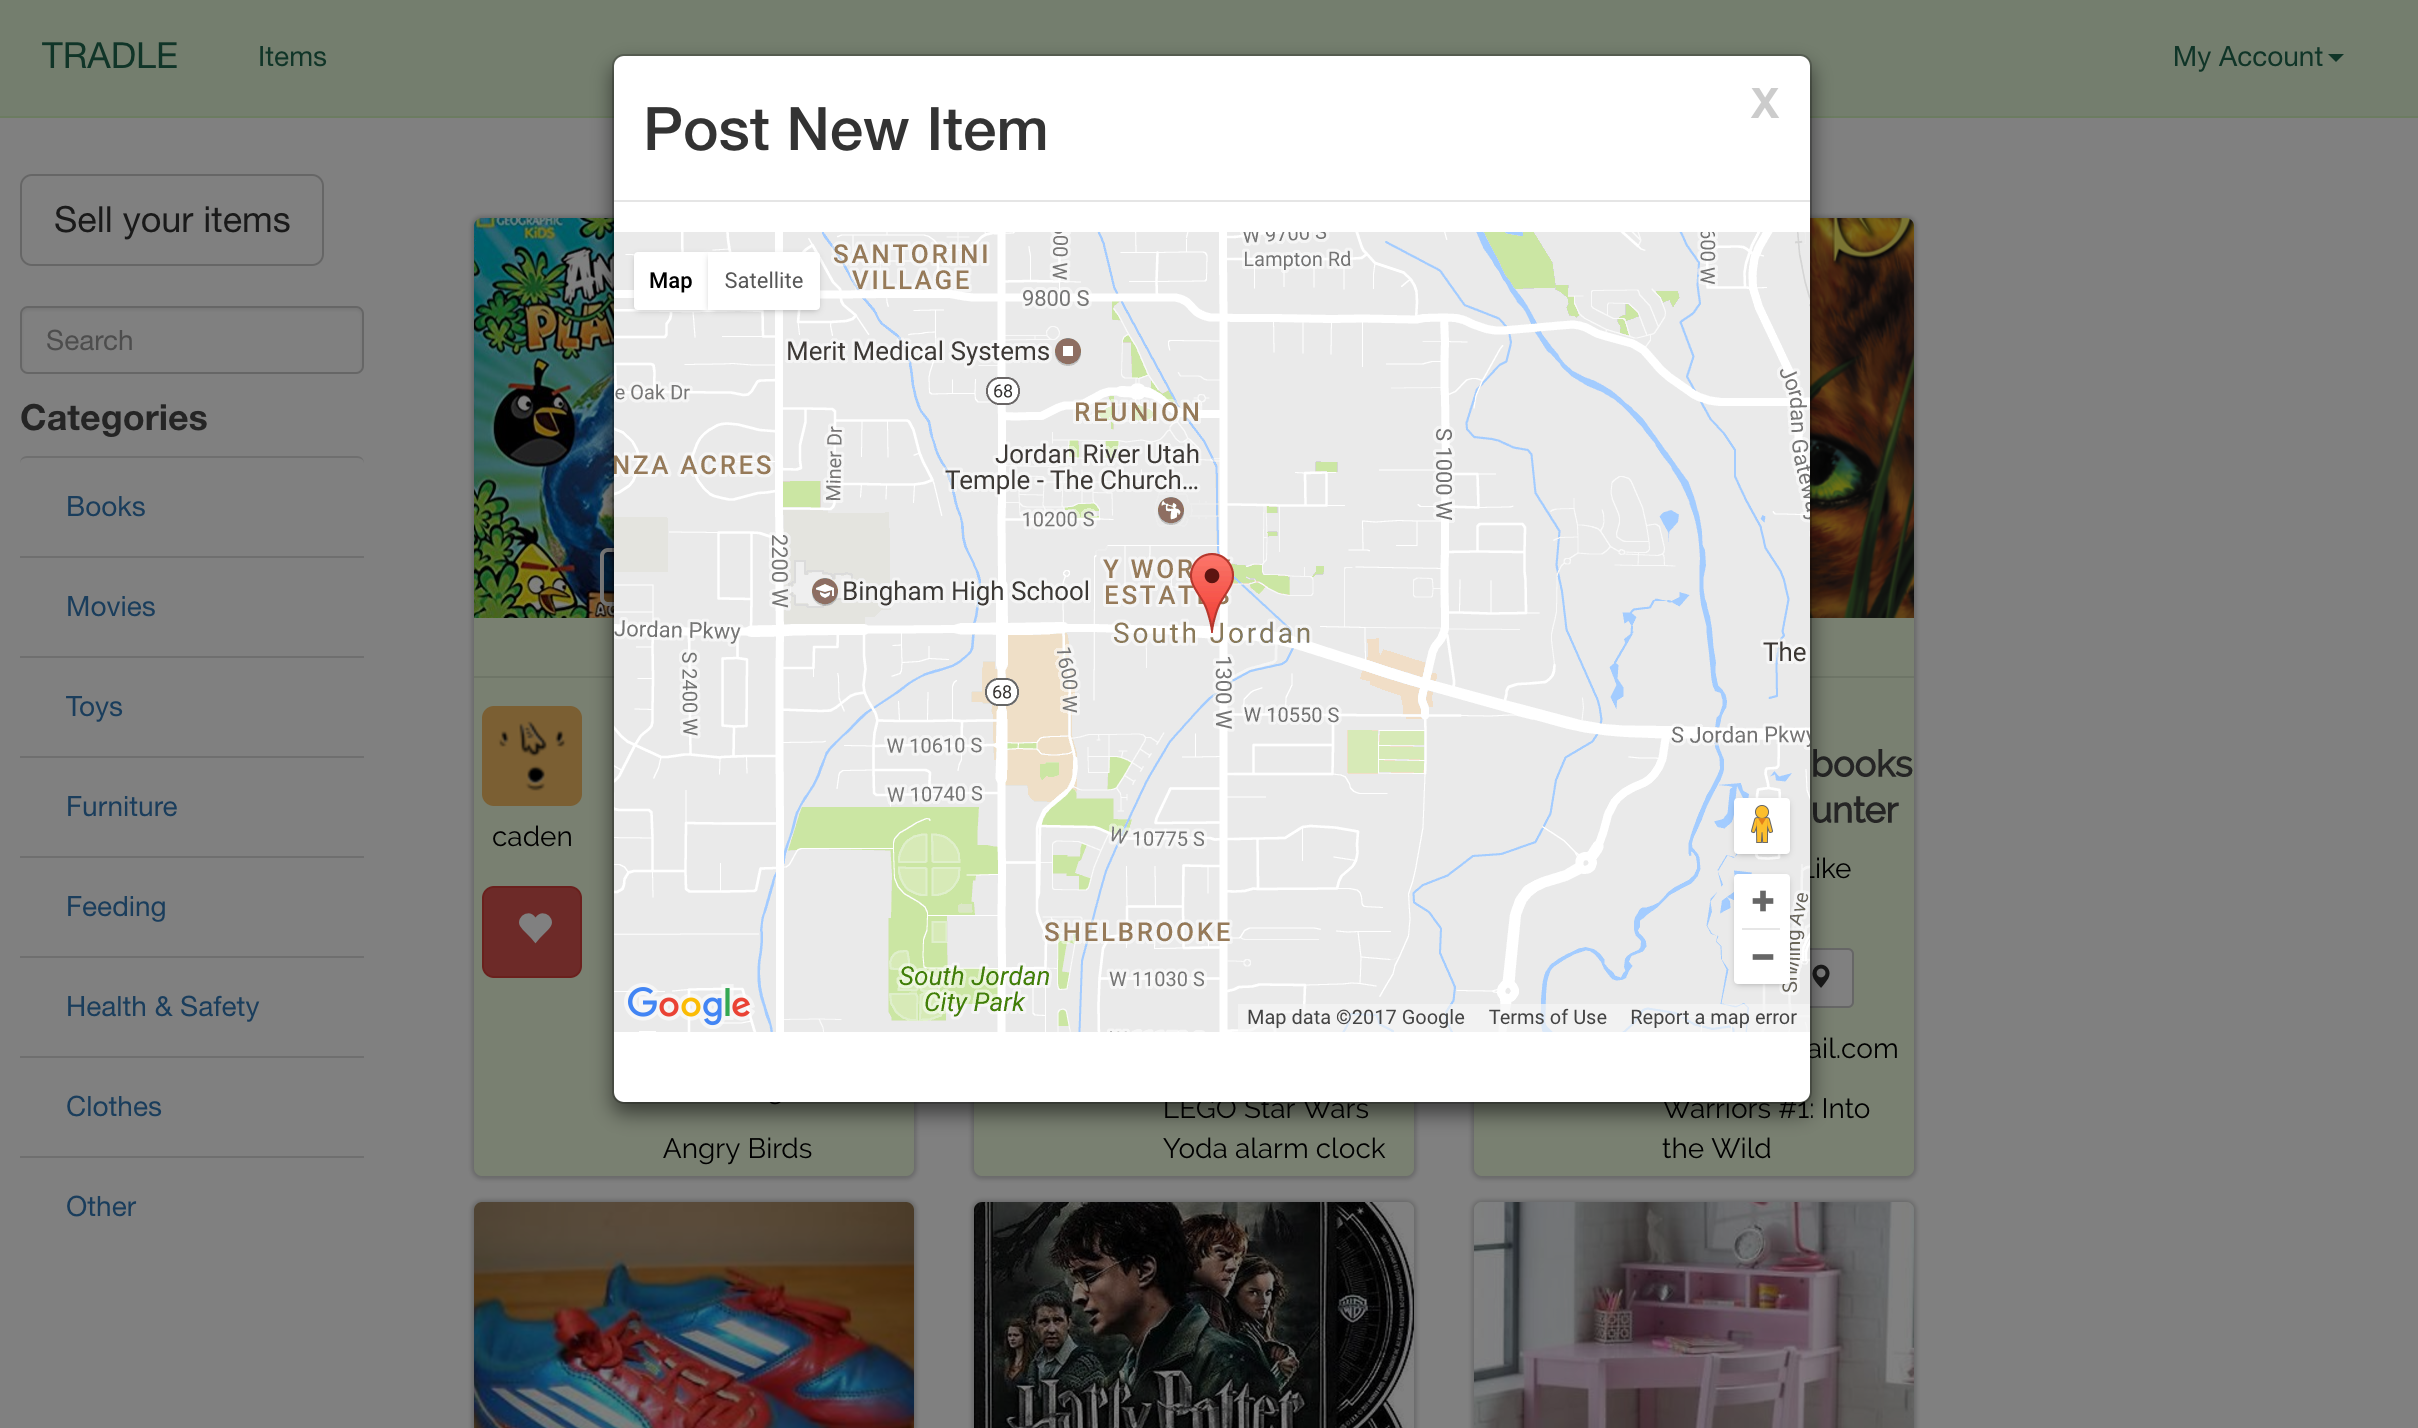 TRADLE
Items
My Account
Post New Item
X
Sell your items
Search
Categories
Books
Movies
Toys
Furniture
Feeding
Health & Safety
Clothes
Other
GEOGRAPHIC
KiDS
caden
Angry Birds
LEGO Star Wars
Yoda alarm clock
books
unter
ike
ail.com
Warriors #1: Into
the Wild
Harry Potter
Map
Satellite
SANTORINI
VILLAGE
W 9700 S
Lampton Rd
9800 S
Merit Medical Systems
68
e Oak Dr
REUNION
Miner Dr
S 1000 W
Jordan Gateway
NZA ACRES
Jordan River Utah
Temple - The Church...
10200 S
2200 W
Bingham High School
Y WOR
ESTAT
Jordan Pkwy
South Jordan
The
S 2400 W
1600 W
68
1300 W
W 10550 S
S Jordan Pkwy
W 10610 S
W 10740 S
W 10775 S
SHELBROOKE
South Jordan
City Park
W 11030 S
Google
Map data ©2017 Google
Terms of Use
Report a map error